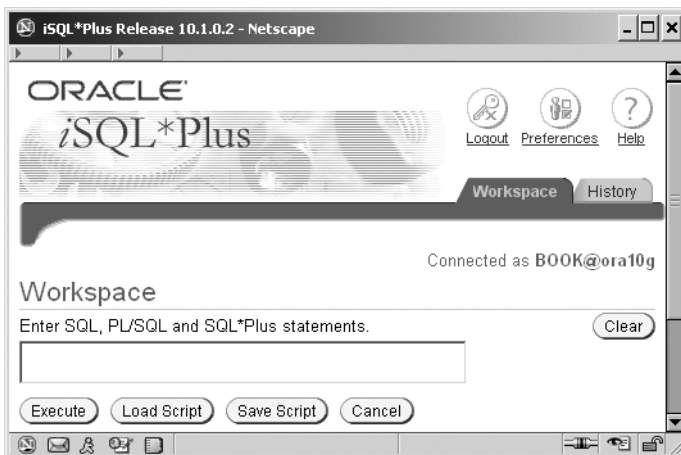 iSQL*Plus Release 10.1.0.2 - Netscape
ORACLE
iSQL*Plus
Logout Preferences Help
Workspace History
Connected as BOOK@ora10g
Workspace
Enter SQL, PL/SQL and SQL*Plus statements.
Clear
Execute Load Script Save Script Cancel